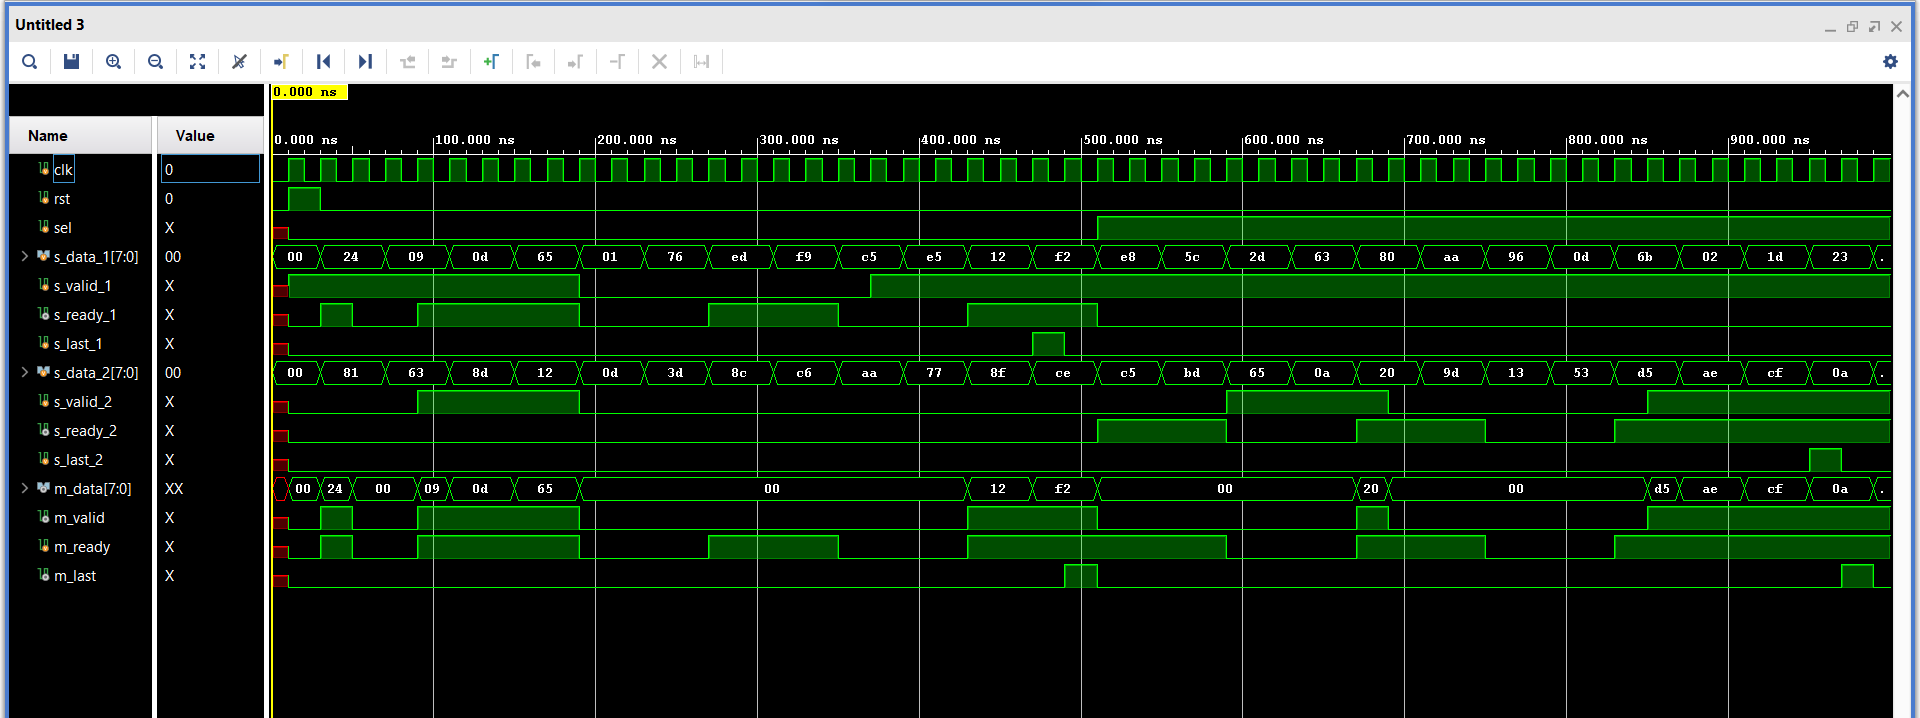 Untitled 3
0.000 ns
Name Value
0.000 ns 100.000 ns 200.000 ns 300.000 ns 400.000 ns 500.000 ns 600.000 ns 700.000 ns 800.000 ns 900.000 ns
clk 0
rst 0
sel X
s_data_1[7:0] 00 00 24 09 0d 65 01 76 ed f9 c5 e5 12 f2 e8 5c 2d 63 80 aa 96 0d 6b 02 1d 23 .
s_valid_1 X
s_ready_1 X
s_last_1 X
s_data_2[7:0] 00 00 81 63 8d 12 0d 3d 8c c6 aa 77 8f ce c5 bd 65 0a 20 9d 13 53 d5 ae cf 0a .
s_valid_2 X
s_ready_2 X
s_last_2 X
m_data[7:0] XX 00 24 00 09 0d 65 00 12 f2 00 20 00 d5 ae cf 0a .
m_valid X
m_ready X
m_last X